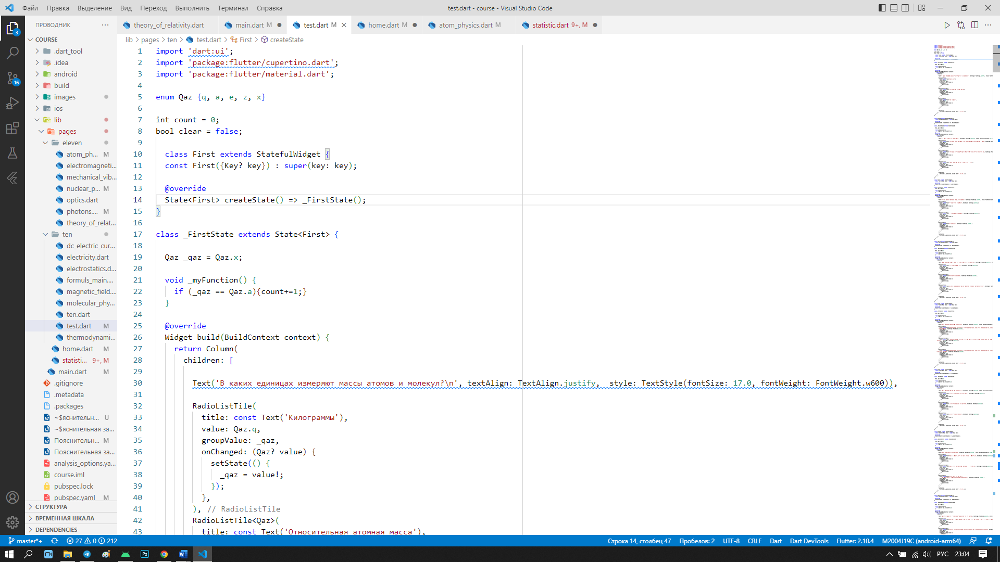 Файл Правка Выделение Вид Переход Выполнить Терминал Справка
test.dart - course - Visual Studio Code
ПРОВОДНИК
theory_of_relativity.dart
main.dart M
test.dart M
home.dart M
atom_physics.dart M
statistic.dart 9+, M
lib > pages > ten > test.dart > First > createState
3
16
COURSE
.dart_tool
.idea
android
build
images
ios
lib
pages
eleven
atom_ph... M
electromagneti...
mechanical_vib...
nuclear_p... M
optics.dart
photons.... M
theory_of_relat...
ten
dc_electric_cur...
electricity.dart
electrostatics.d...
formuls_main....
magnetic_field....
molecular_phy...
ten.dart
test.dart M
thermodynami...
home.dart M
statisti... 9+, M
main.dart M
.gitignore
.metadata
.packages
~$яснительн... U
~$яснительная за...
Пояснительн... M
Пояснительная за...
analysis_options.ya...
course.iml
pubspec.lock
pubspec.yaml M
СТРУКТУРА
ВРЕМЕННАЯ ШКАЛА
DEPENDENCIES
1 import 'dart:ui';
2 import 'package:flutter/cupertino.dart';
3 import 'package:flutter/material.dart';
4
5 enum Qaz {q, a, e, z, x}
6
7 int count = 0;
8 bool clear = false;
9
10 class First extends StatefulWidget {
11 const First({Key? key}) : super(key: key);
12
13 @override
14 State<First> createState() => _FirstState();
15 }
16
17 class _FirstState extends State<First> {
18
19 Qaz _qaz = Qaz.x;
20
21 void _myFunction() {
22 if (_qaz == Qaz.a){count+=1;}
23 }
24
25 @override
26 Widget build(BuildContext context) {
27 return Column(
28 children: [
29
30 Text('В каких единицах измеряют массы атомов и молекул?\n', textAlign: TextAlign.justify, style: TextStyle(fontSize: 17.0, fontWeight: FontWeight.w600)),
31
32 RadioListTile(
33 title: const Text('Килограммы'),
34 value: Qaz.q,
35 groupValue: _qaz,
36 onChanged: (Qaz? value) {
37 setState(() {
38 _qaz = value!;
39 });
40 },
41 ), // RadioListTile
42 RadioListTile<Qaz>(
43 title: const Text('Относительная атомная масса'),
master*+ 27 0 212
Строка 14, столбец 47 Пробелов: 2 UTF-8 CRLF Dart Dart DevTools Flutter: 2.10.4 M2004J19C (android-arm64)
РУС 23:04